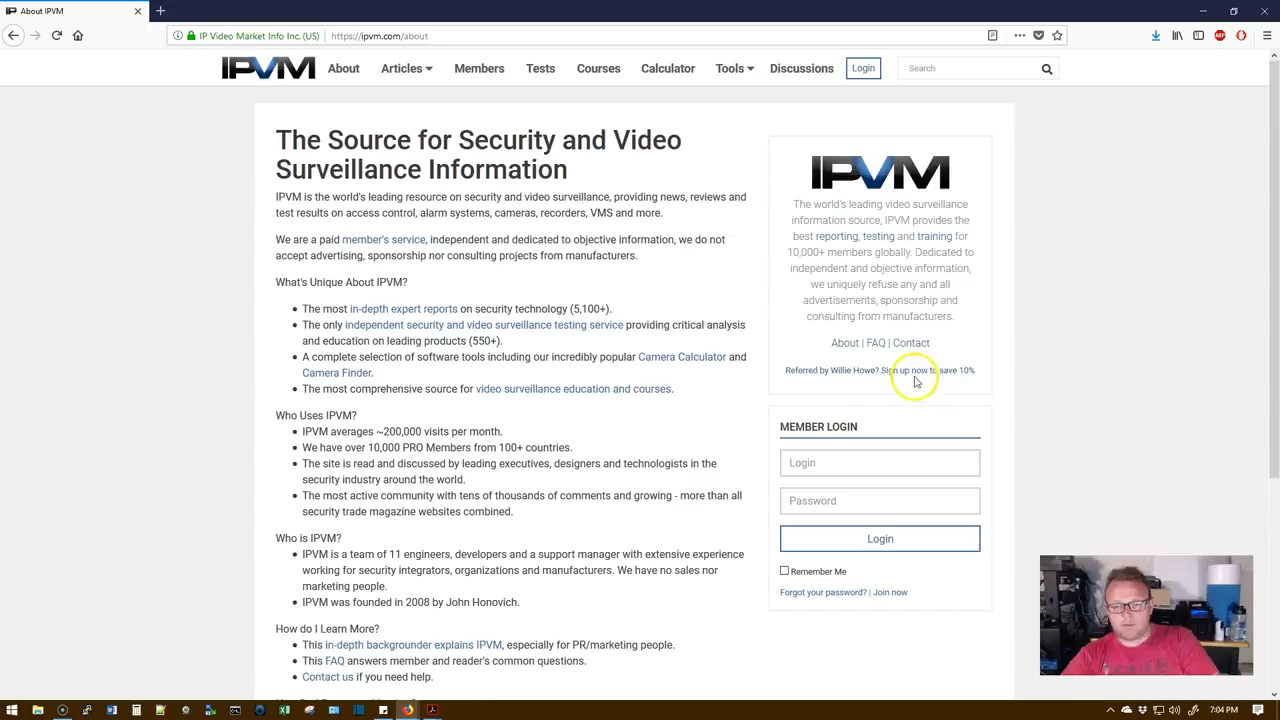 About IPVM
IP Video Market Info Inc. (US)
https://ipvm.com/about
IPVM
About
Articles
Members
Tests
Courses
Calculator
Tools
Discussions
Login
Search
The Source for Security and Video
Surveillance Information
IPVM is the world's leading resource on security and video surveillance, providing news, reviews and
test results on access control, alarm systems, cameras, recorders, VMS and more.
We are a paid member's service, independent and dedicated to objective information, we do not
accept advertising, sponsorship nor consulting projects from manufacturers.
What's Unique About IPVM?
The most in-depth expert reports on security technology (5,100+).
The only independent security and video surveillance testing service providing critical analysis
and education on leading products (550+).
A complete selection of software tools including our incredibly popular Camera Calculator and
Camera Finder.
The most comprehensive source for video surveillance education and courses.
Who Uses IPVM?
IPVM averages ~200,000 visits per month.
We have over 10,000 PRO Members from 100+ countries.
The site is read and discussed by leading executives, designers and technologists in the
security industry around the world.
The most active community with tens of thousands of comments and growing - more than all
security trade magazine websites combined.
Who is IPVM?
IPVM is a team of 11 engineers, developers and a support manager with extensive experience
working for security integrators, organizations and manufacturers. We have no sales nor
marketing people.
IPVM was founded in 2008 by John Honovich.
How do I Learn More?
This in-depth backgrounder explains IPVM, especially for PR/marketing people.
This FAQ answers member and reader's common questions.
Contact us if you need help.
IPVM
The world's leading video surveillance
information source, IPVM provides the
best reporting, testing and training for
10,000+ members globally. Dedicated to
independent and objective information,
we uniquely refuse any and all
advertisements, sponsorship and
consulting from manufacturers.
About | FAQ | Contact
Referred by Willie Howe? Sign up now to save 10%
MEMBER LOGIN
Login
Password
Login
Remember Me
Forgot your password? | Join now
7:04 PM